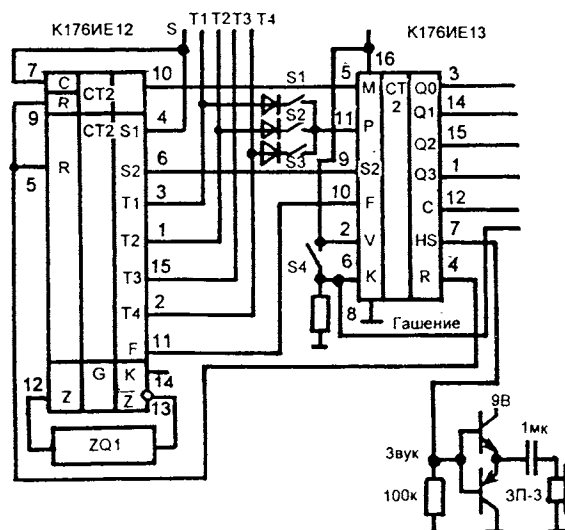 К176ИЕ12
S
T1 T2 T3 T4
К176ИЕ13
7
C
R
9
5
R
CT2
CT2
10
S1
4
6
S2
3
T1
1
T2
15
T3
2
T4
11
F
G
K
14
12
Z
Z
13
ZQ1
S1
S2
S3
S4
16
5
M
11
P
9
S2
10
F
2
V
6
K
8
CT
2
Q0
3
Q1
14
Q2
15
Q3
1
C
12
HS
7
R
4
Гашение
9В
1мк
Звук
100к
ЗП-3